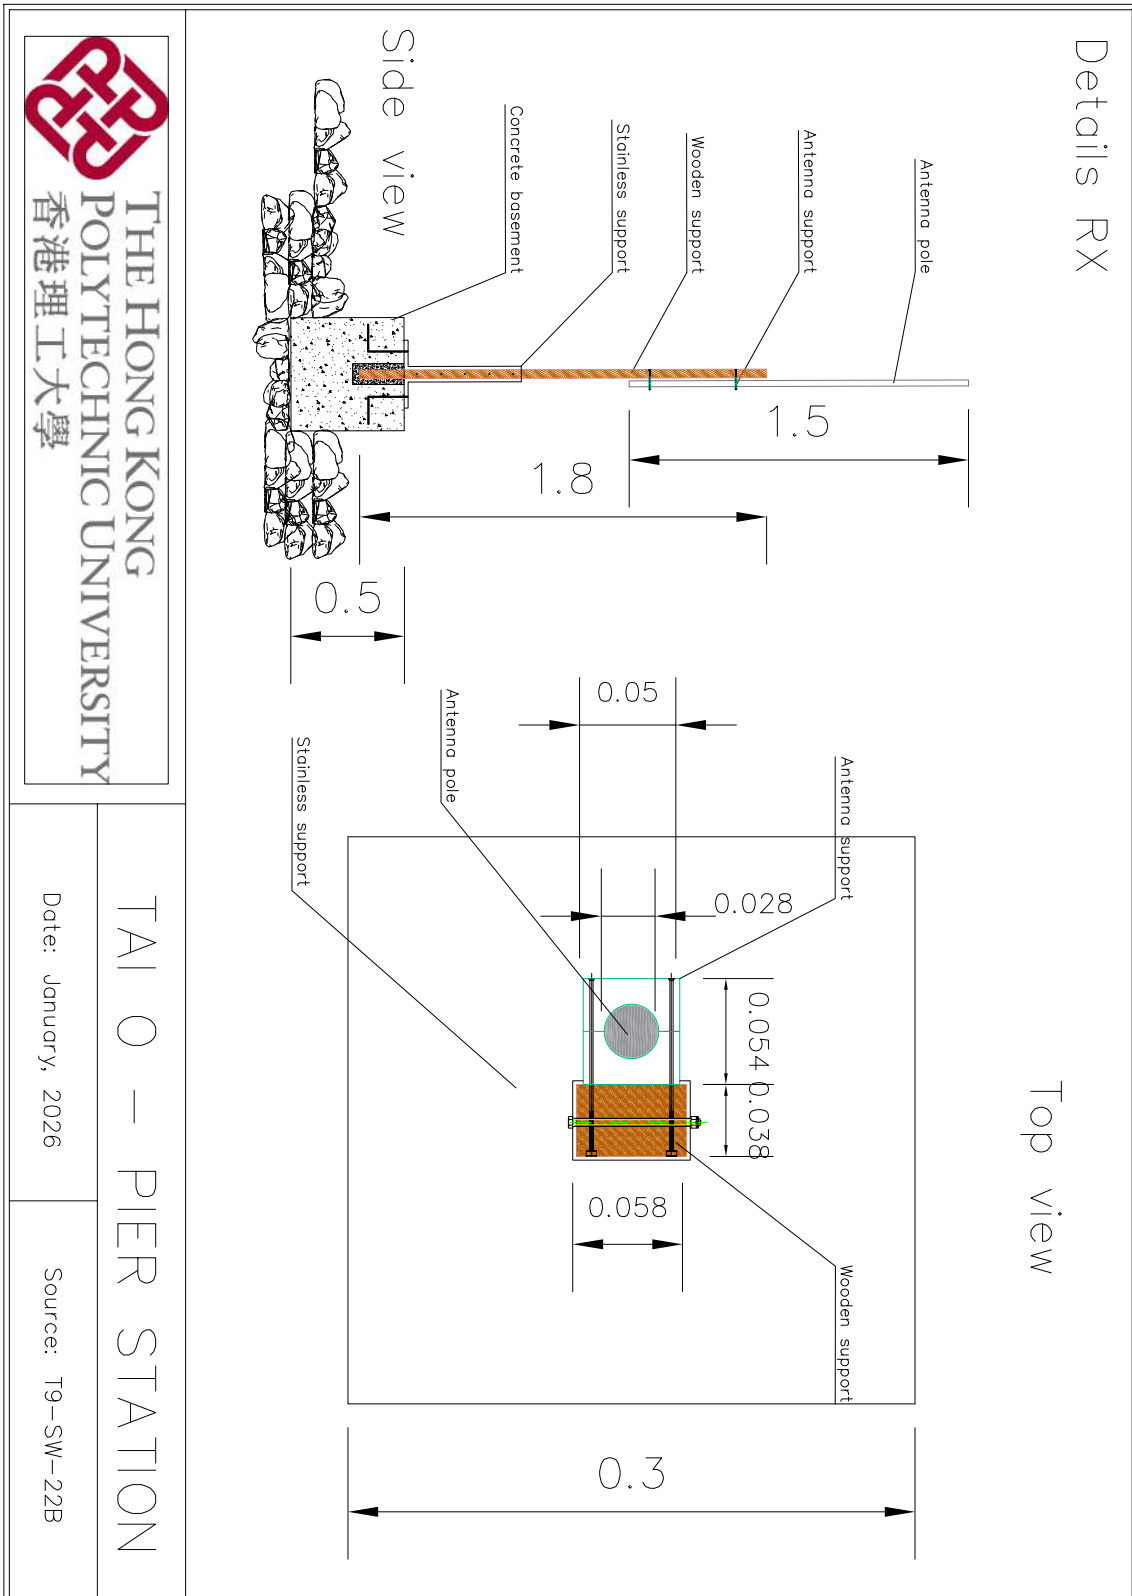 Details RX
Side view
Top view
Antenna pole
Antenna support
Wooden support
Stainless support
Concrete basement
1.5
1.8
0.5
0.05
0.028
0.054
0.038
0.058
0.3
Antenna support
Antenna pole
Stainless support
Wooden support
THE HONG KONG
POLYTECHNIC UNIVERSITY
香港理工大學
TAI O — PIER STATION
Date: January, 2026
Source: T9-SW-22B